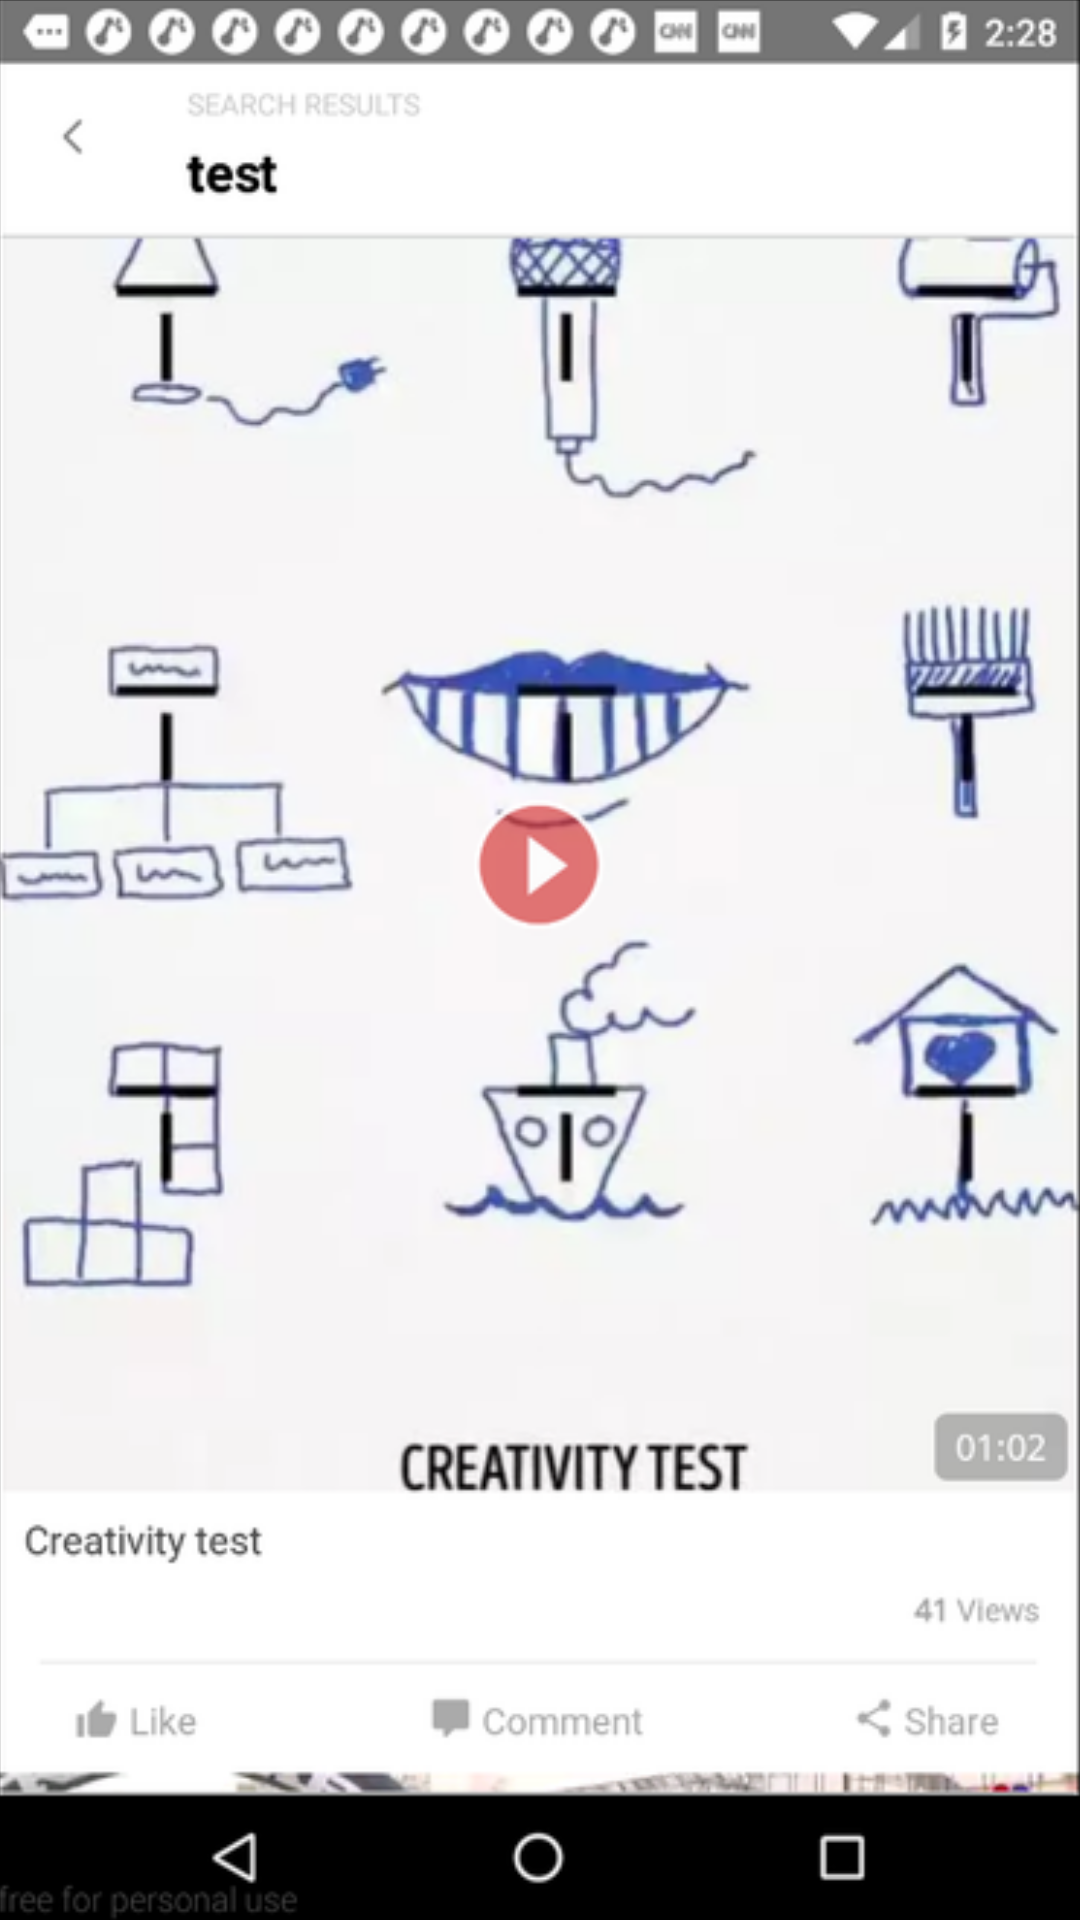 CNN CNN 2:28
SEARCH RESULTS
test
CREATIVITY TEST
01:02
Creativity test
41 Views
Like Comment Share
free for personal use